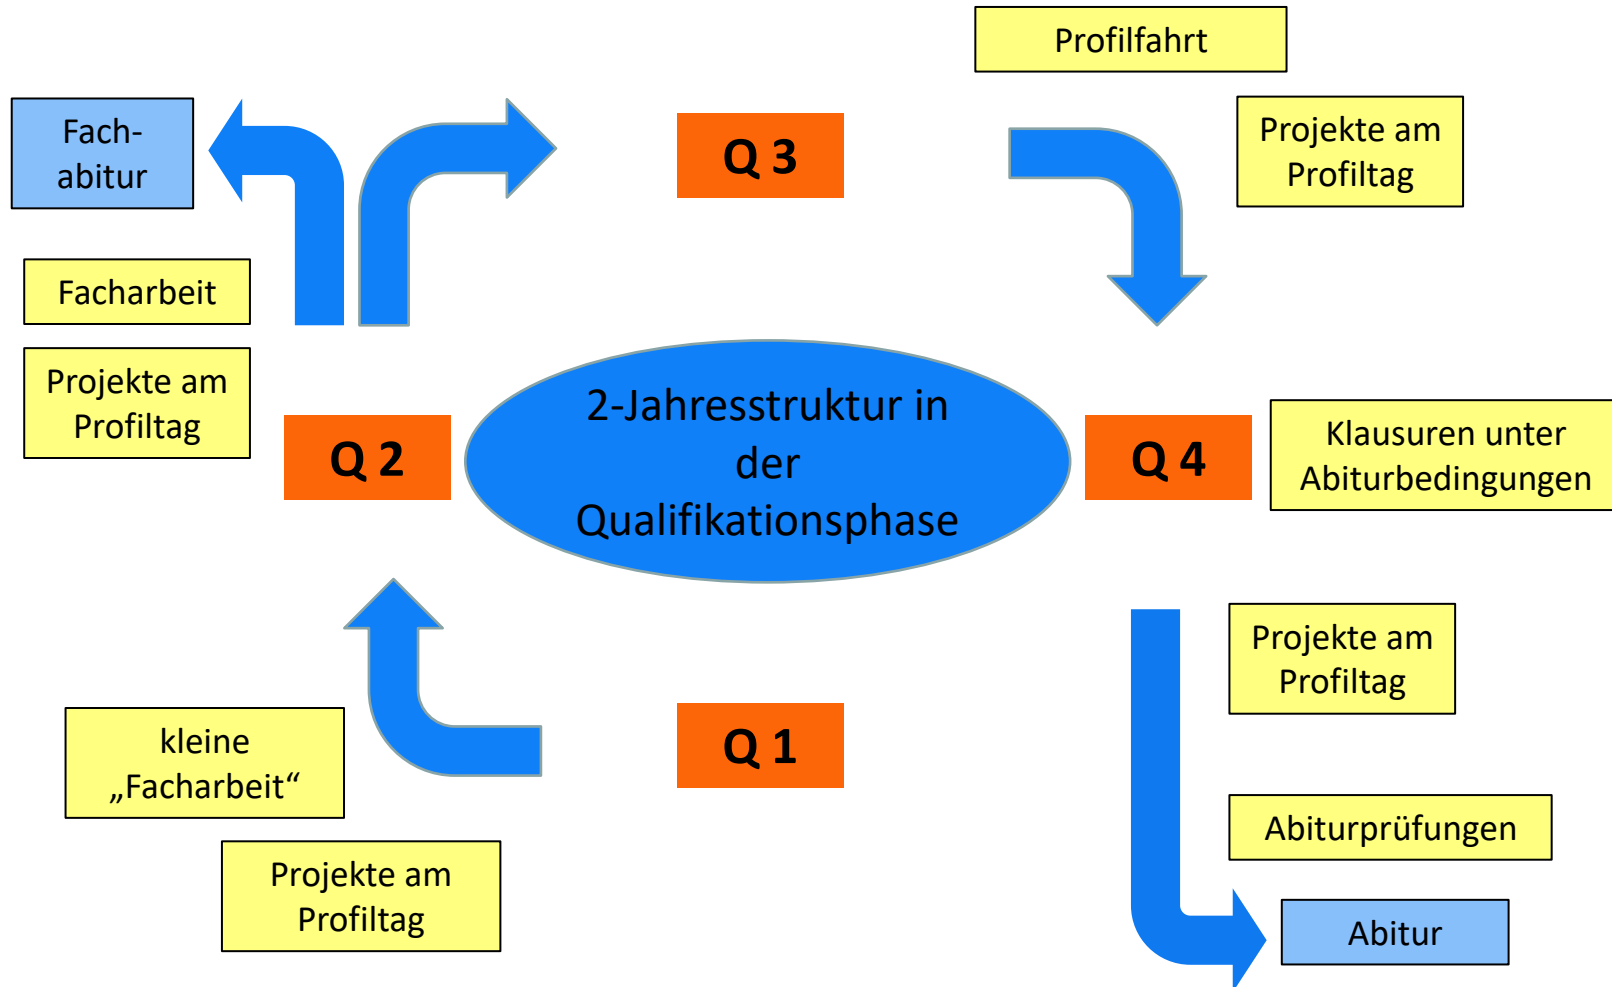 Profilfahrt
Fach-
abitur
Q 3
Projekte am
Profiltag
Facharbeit
Projekte am
Profiltag
Q 2
2-Jahresstruktur in
der
Qualifikationsphase
Q 4
Klausuren unter
Abiturbedingungen
Projekte am
Profiltag
kleine
„Facharbeit“
Q 1
Projekte am
Profiltag
Abiturprüfungen
Abitur